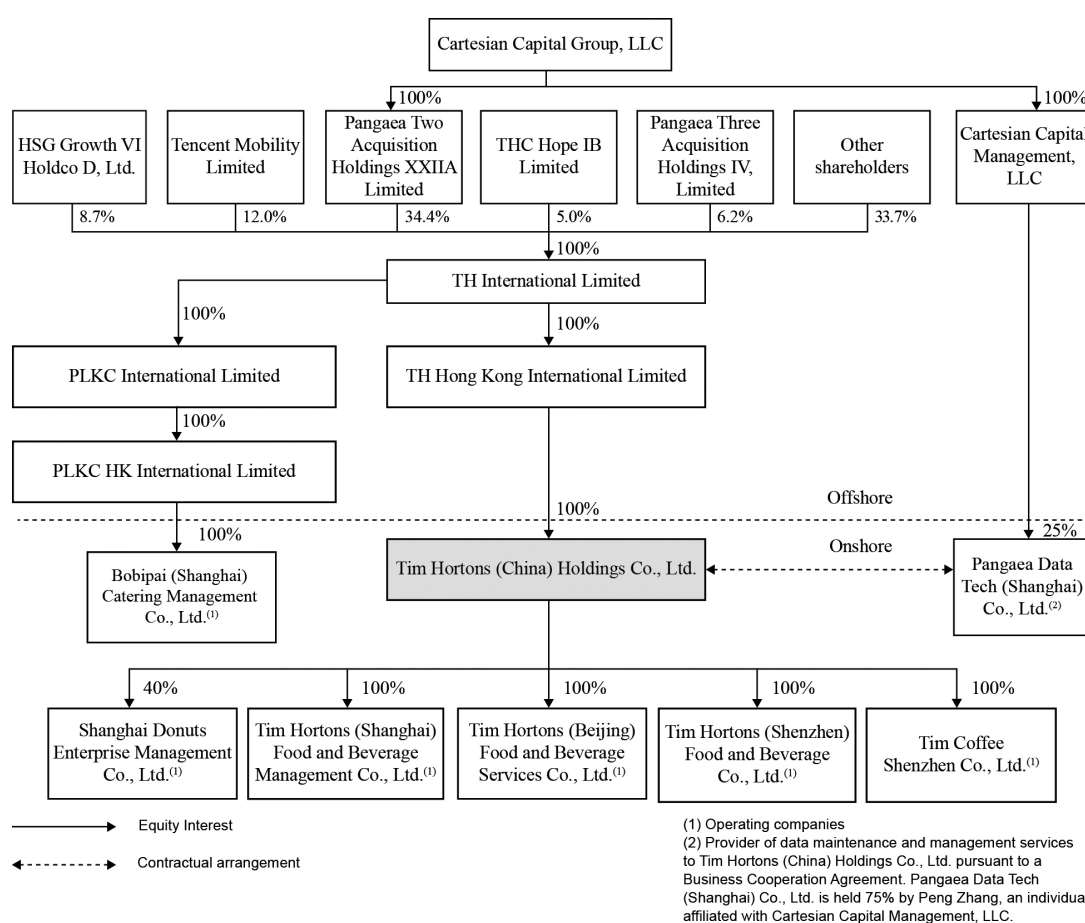 Cartesian Capital Group, LLC
100%
100%
HSG Growth VI
Holdco D, Ltd.
Tencent Mobility
Limited
Pangaea Two
Acquisition
Holdings XXIIA
Limited
THC Hope IB
Limited
Pangaea Three
Acquisition
Holdings IV,
Limited
Other
shareholders
Cartesian Capital
Management,
LLC
8.7%
12.0%
34.4%
5.0%
6.2%
33.7%
100%
TH International Limited
100%
100%
PLKC International Limited
TH Hong Kong International Limited
100%
PLKC HK International Limited
Offshore
100%
100%
25%
Onshore
Bobipai (Shanghai)
Catering Management
Co., Ltd.(1)
Tim Hortons (China) Holdings Co., Ltd.
Pangaea Data
Tech (Shanghai)
Co., Ltd.(2)
40%
100%
100%
100%
100%
Shanghai Donuts
Enterprise Management
Co., Ltd.(1)
Tim Hortons (Shanghai)
Food and Beverage
Management Co., Ltd.(1)
Tim Hortons (Beijing)
Food and Beverage
Services Co., Ltd.(1)
Tim Hortons (Shenzhen)
Food and Beverage
Co., Ltd.(1)
Tim Coffee
Shenzhen Co., Ltd.(1)
Equity Interest
Contractual arrangement
(1) Operating companies
(2) Provider of data maintenance and management services
to Tim Hortons (China) Holdings Co., Ltd. pursuant to a
Business Cooperation Agreement. Pangaea Data Tech
(Shanghai) Co., Ltd. is held 75% by Peng Zhang, an individual
affiliated with Cartesian Capital Management, LLC.